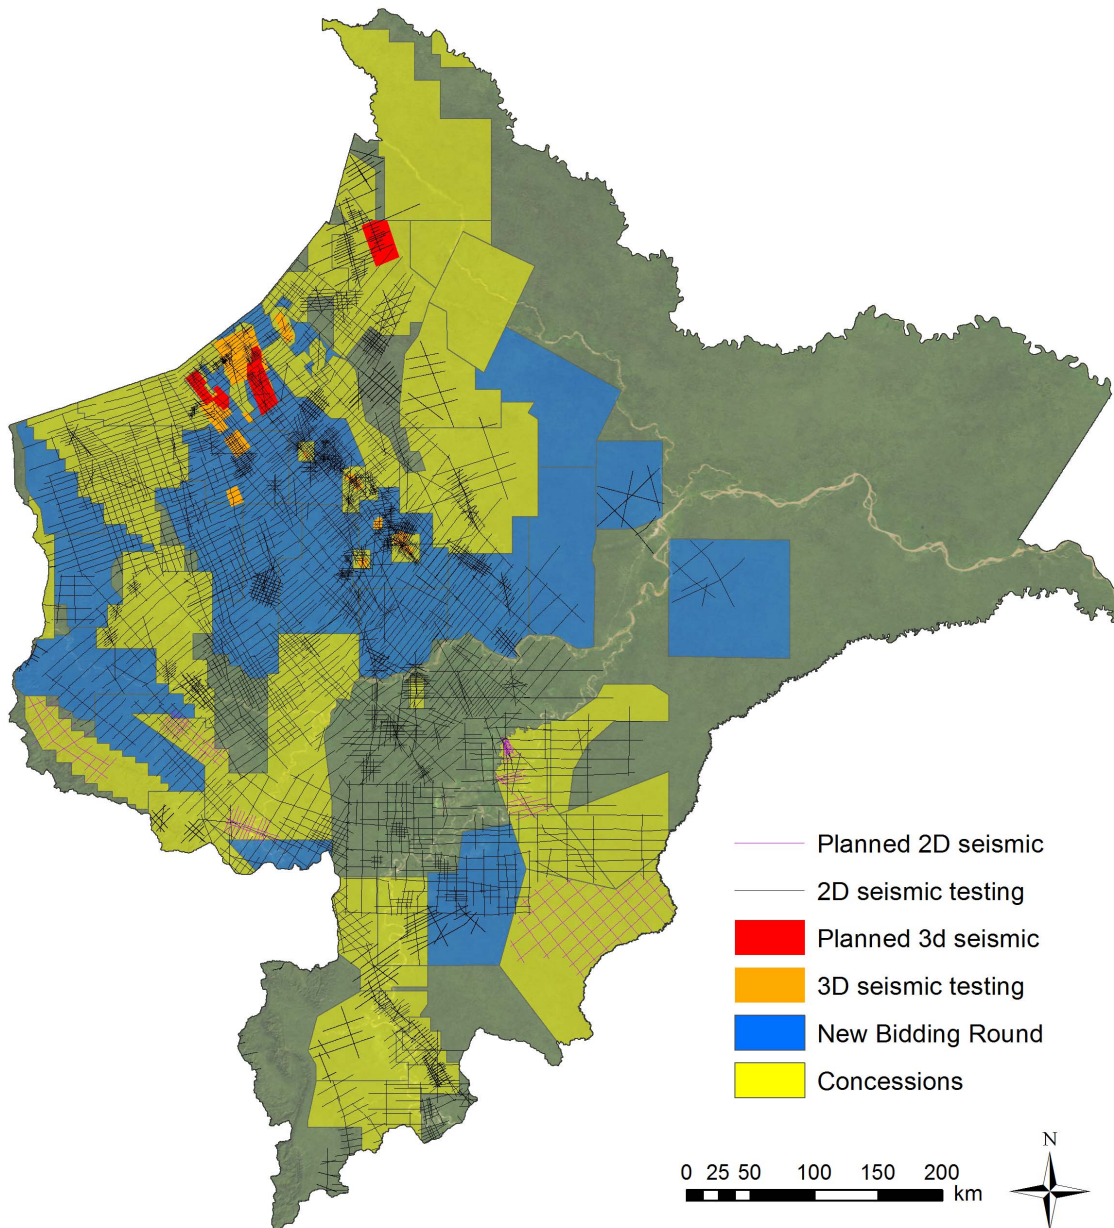 Planned 2D seismic
2D seismic testing
Planned 3d seismic
3D seismic testing
New Bidding Round
Concessions
N
0 25 50 100 150 200
km